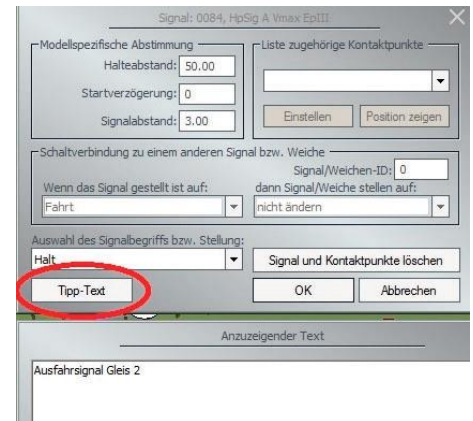 Signal: 0084, HpSig A Vmax EpIII
Modellspezifische Abstimmung
Halteabstand: 50.00
Startverzögerung: 0
Signalabstand: 3.00
Liste zugehörige Kontaktpunkte
Einstellen Position zeigen
Schaltverbindung zu einem anderen Signal bzw. Weiche
Signal/Weichen-ID: 0
Wenn das Signal gestellt ist auf: dann Signal/Weiche stellen auf:
Fahrt nicht ändern
Auswahl des Signalbegriffs bzw. Stellung:
Halt Signal und Kontaktpunkte löschen
Tipp-Text OK Abbrechen
Anzuzeigender Text
Ausfahrsignal Gleis 2